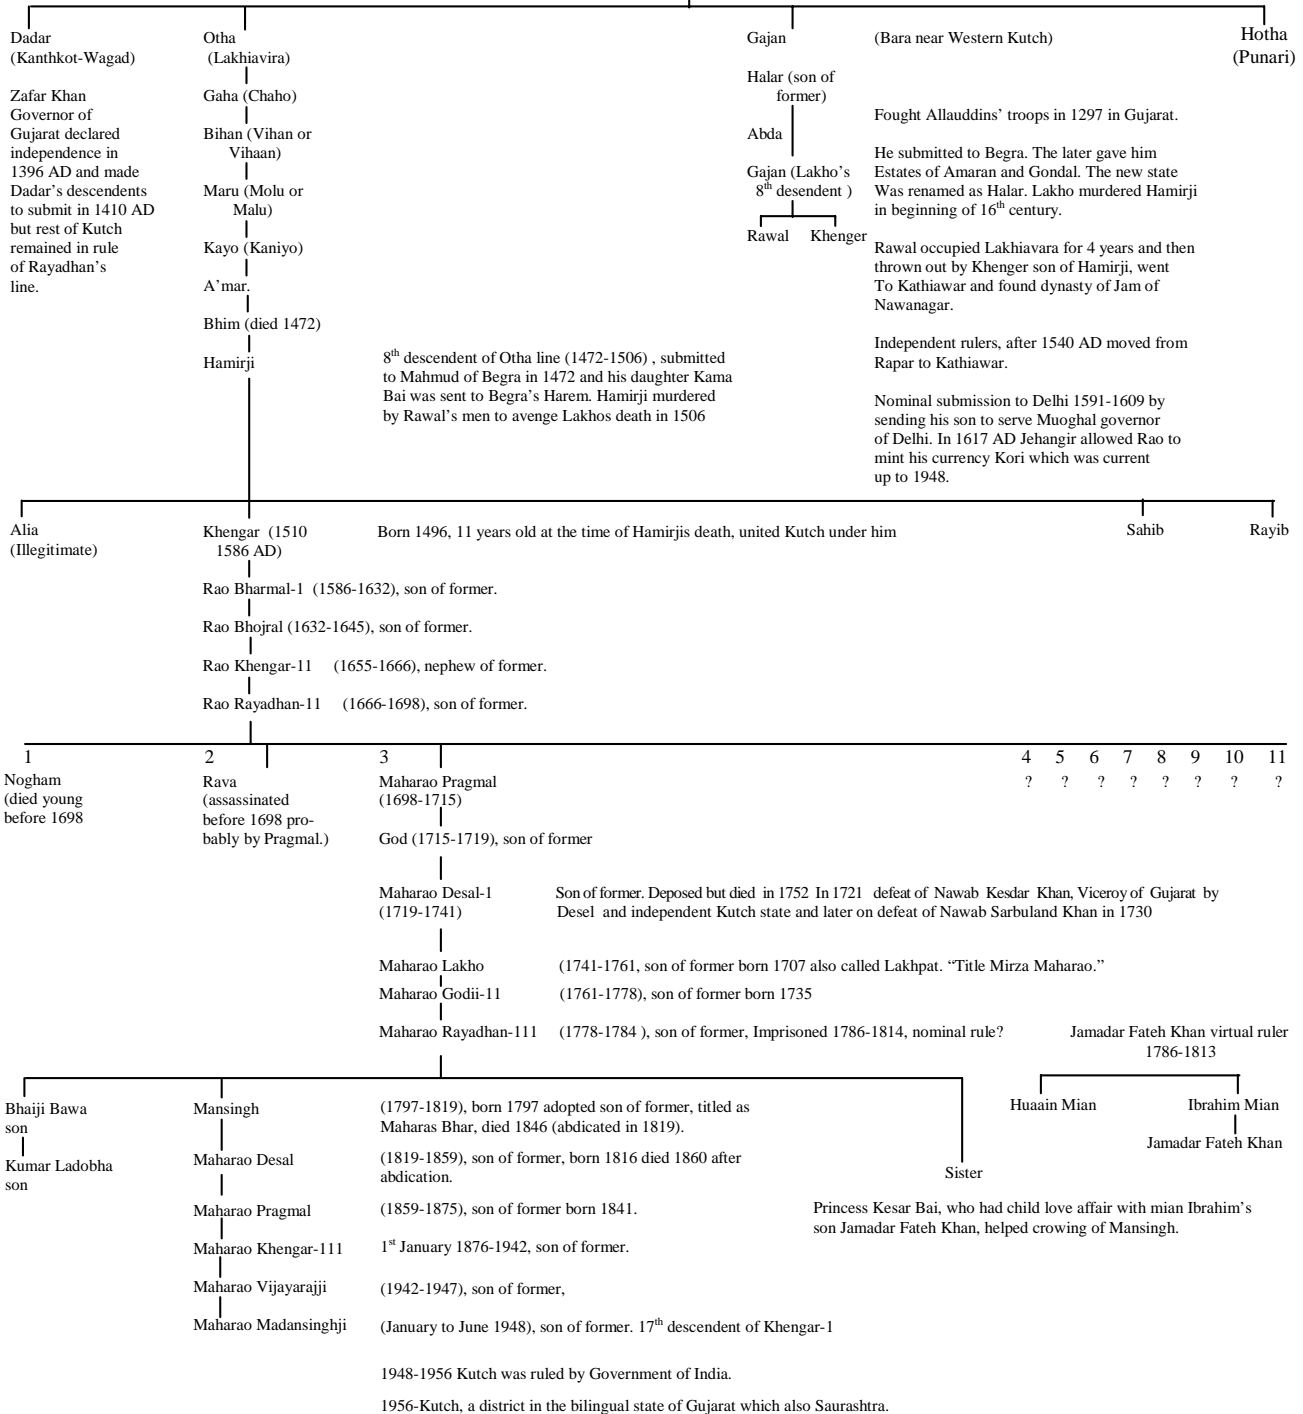 Dadar
(Kanthkot-Wagad)
Zafar Khan
Governor of
Gujarat declared
independence in
1396 AD and made
Dadar’s descendents
to submit in 1410 AD
but rest of Kutch
remained in rule
of Rayadhan’s
line.
Otha
(Lakhiavira)
Gaha (Chaho)
Bihan (Vihan or
Vihaan)
Maru (Molu or
Malu)
Kayo (Kaniyo)
A’mar.
Bhim (died 1472)
Hamirji
8th descendent of Otha line (1472-1506) , submitted
to Mahmud of Begra in 1472 and his daughter Kama
Bai was sent to Begra’s Harem. Hamirji murdered
by Rawal’s men to avenge Lakhos death in 1506
Gajan
Halar (son of
former)
Abda
Gajan (Lakho’s
8th desendent )
Rawal Khenger
(Bara near Western Kutch)
Fought Allauddins’ troops in 1297 in Gujarat.
He submitted to Begra. The later gave him
Estates of Amaran and Gondal. The new state
Was renamed as Halar. Lakho murdered Hamirji
in beginning of 16th century.
Rawal occupied Lakhiavara for 4 years and then
thrown out by Khenger son of Hamirji, went
To Kathiawar and found dynasty of Jam of
Nawanagar.
Independent rulers, after 1540 AD moved from
Rapar to Kathiawar.
Nominal submission to Delhi 1591-1609 by
sending his son to serve Muoghal governor
of Delhi. In 1617 AD Jehangir allowed Rao to
mint his currency Kori which was current
up to 1948.
Hotha
(Punari)
Alia
(Illegitimate)
Khengar (1510
1586 AD)
Born 1496, 11 years old at the time of Hamirjis death, united Kutch under him
Sahib
Rayib
Rao Bharmal-1 (1586-1632), son of former.
Rao Bhojral (1632-1645), son of former.
Rao Khengar-11 (1655-1666), nephew of former.
Rao Rayadhan-11 (1666-1698), son of former.
1 2 3 4 5 6 7 8 9 10 11
Nogham
(died young
before 1698
Rava
(assassinated
before 1698 pro-
bably by Pragmal.)
Maharao Pragmal
(1698-1715)
? ? ? ? ? ? ? ?
God (1715-1719), son of former
Maharao Desal-1
(1719-1741)
Son of former. Deposed but died in 1752 In 1721 defeat of Nawab Kesdar Khan, Viceroy of Gujarat by
Desel and independent Kutch state and later on defeat of Nawab Sarbuland Khan in 1730
Maharao Lakho (1741-1761, son of former born 1707 also called Lakhpat. “Title Mirza Maharao.”
Maharao Godii-11 (1761-1778), son of former born 1735
Maharao Rayadhan-111 (1778-1784 ), son of former, Imprisoned 1786-1814, nominal rule?
Jamadar Fateh Khan virtual ruler
1786-1813
Huaain Mian
Ibrahim Mian
Jamadar Fateh Khan
Bhaiji Bawa
son
Kumar Ladobha
son
Mansingh
(1797-1819), born 1797 adopted son of former, titled as
Maharas Bhar, died 1846 (abdicated in 1819).
Maharao Desal
(1819-1859), son of former, born 1816 died 1860 after
abdication.
Sister
Princess Kesar Bai, who had child love affair with mian Ibrahim’s
son Jamadar Fateh Khan, helped crowing of Mansingh.
Maharao Pragmal (1859-1875), son of former born 1841.
Maharao Khengar-111 1st January 1876-1942, son of former.
Maharao Vijayarajji (1942-1947), son of former,
Maharao Madansinghji (January to June 1948), son of former. 17th descendent of Khengar-1
1948-1956 Kutch was ruled by Government of India.
1956-Kutch, a district in the bilingual state of Gujarat which also Saurashtra.